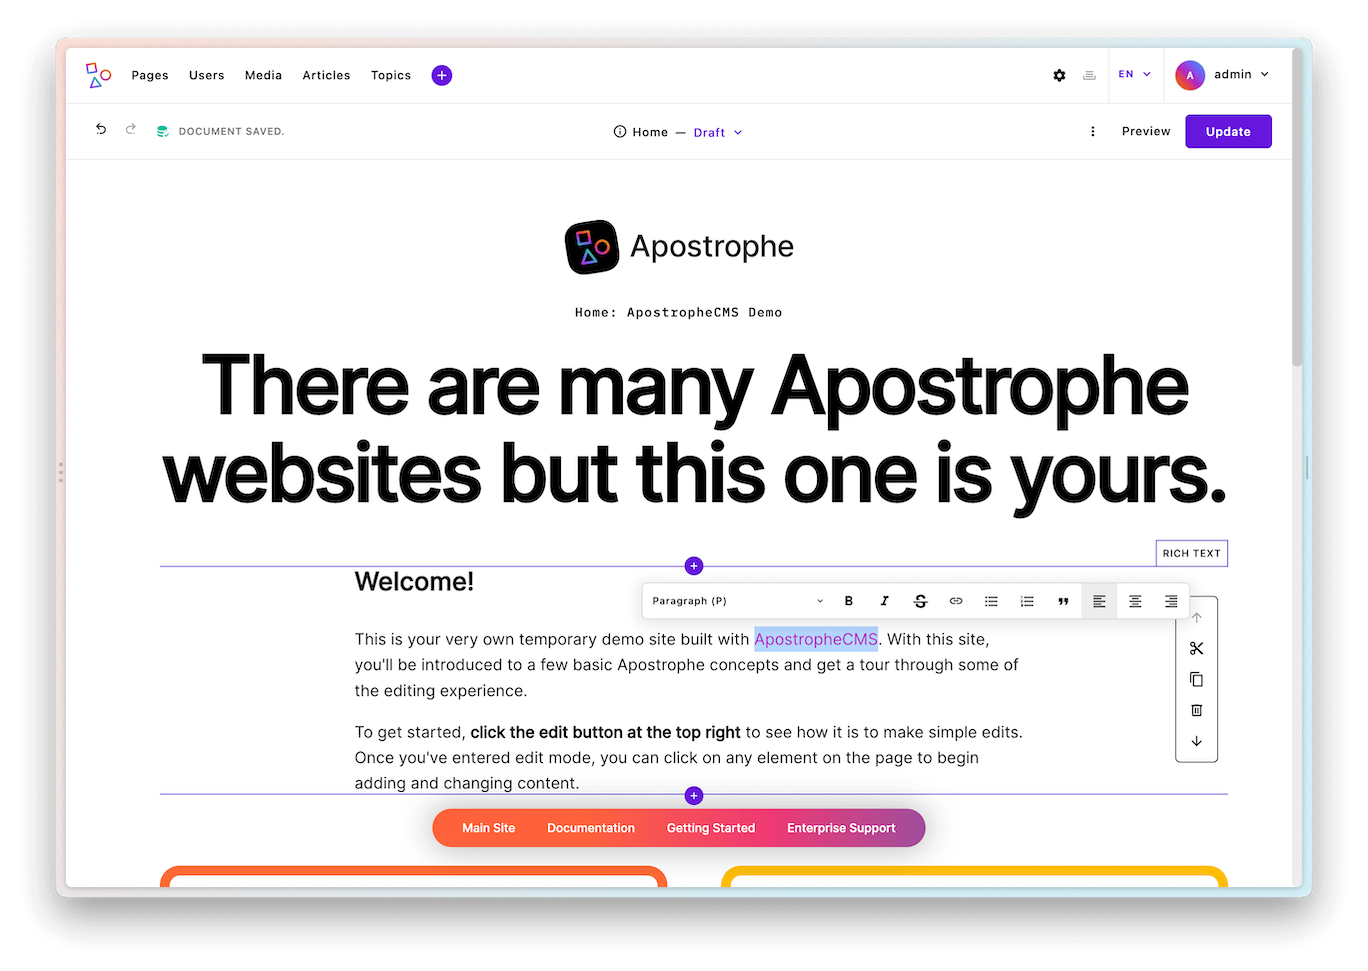 Pages Users Media Articles Topics
EN
A admin
DOCUMENT SAVED.
Home — Draft
Preview Update
Apostrophe
Home: ApostropheCMS Demo
There are many Apostrophe
websites but this one is yours.
RICH TEXT
Welcome!
Paragraph (P) B I S
This is your very own temporary demo site built with ApostropheCMS. With this site,
you'll be introduced to a few basic Apostrophe concepts and get a tour through some of
the editing experience.
To get started, click the edit button at the top right to see how it is to make simple edits.
Once you've entered edit mode, you can click on any element on the page to begin
adding and changing content.
Main Site Documentation Getting Started Enterprise Support